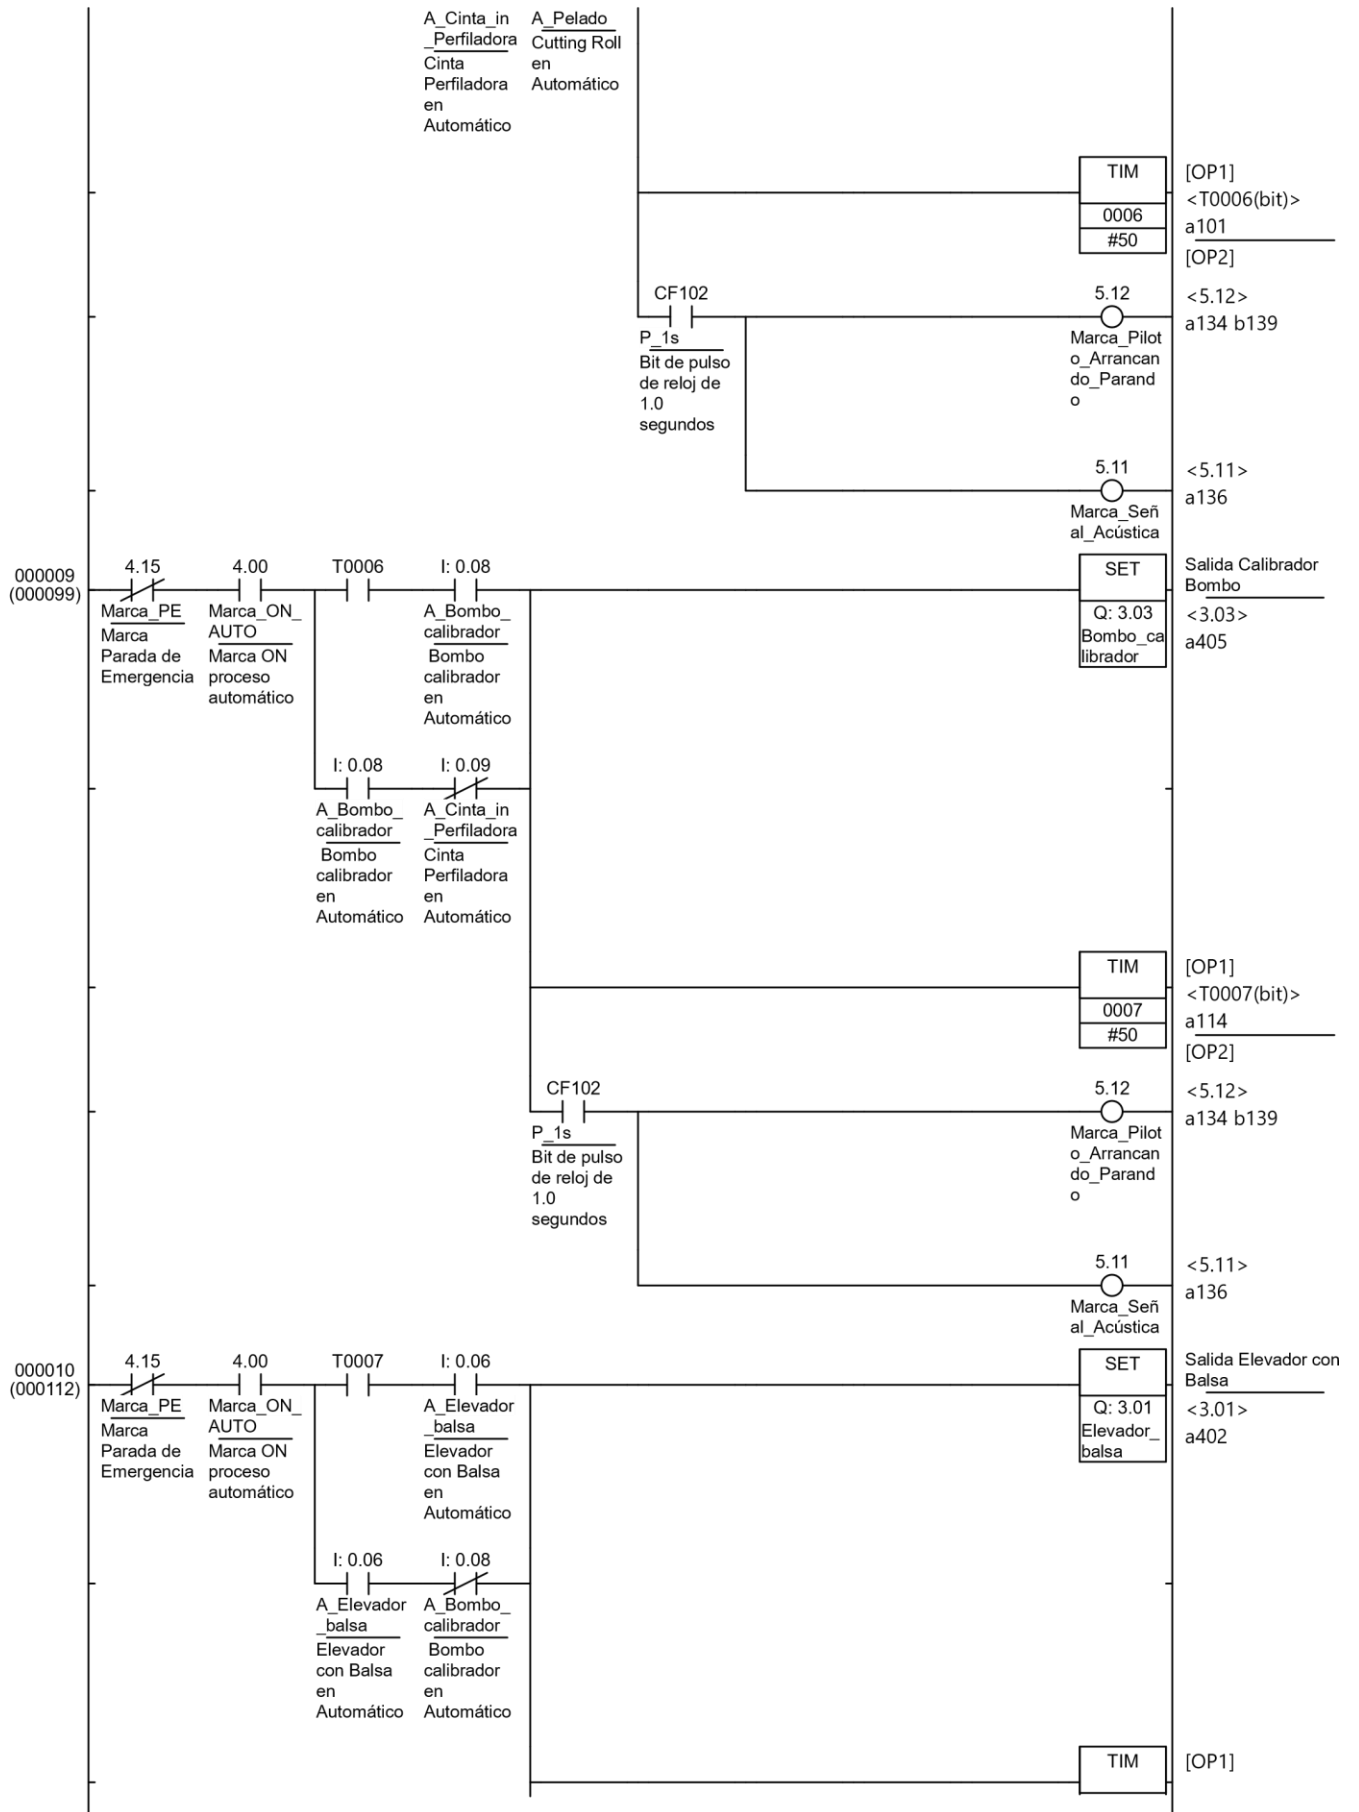 A_Cinta_in
_Perfiladora
Cinta
Perfiladora
en
Automático
A_Pelado
Cutting Roll
en
Automático
TIM
0006
#50
[OP1]
<T0006(bit)>
a101
[OP2]
CF102
P_1s
Bit de pulso
de reloj de
1.0
segundos
5.12
Marca_Pilot
o_Arrancan
do_Parand
o
<5.12>
a134 b139
5.11
Marca_Señ
al_Acústica
<5.11>
a136
000009
(000099)
4.15
Marca_PE
Marca
Parada de
Emergencia
4.00
Marca_ON_
AUTO
Marca ON
proceso
automático
T0006
I: 0.08
A_Bombo_
calibrador
Bombo
calibrador
en
Automático
SET
Q: 3.03
Bombo_ca
librador
Salida Calibrador
Bombo
<3.03>
a405
I: 0.08
A_Bombo_
calibrador
Bombo
calibrador
en
Automático
I: 0.09
A_Cinta_in
_Perfiladora
Cinta
Perfiladora
en
Automático
TIM
0007
#50
[OP1]
<T0007(bit)>
a114
[OP2]
CF102
P_1s
Bit de pulso
de reloj de
1.0
segundos
5.12
Marca_Pilot
o_Arrancan
do_Parand
o
<5.12>
a134 b139
5.11
Marca_Señ
al_Acústica
<5.11>
a136
000010
(000112)
4.15
Marca_PE
Marca
Parada de
Emergencia
4.00
Marca_ON_
AUTO
Marca ON
proceso
automático
T0007
I: 0.06
A_Elevador
_balsa
Elevador
con Balsa
en
Automático
SET
Q: 3.01
Elevador_
balsa
Salida Elevador con
Balsa
<3.01>
a402
I: 0.06
A_Elevador
_balsa
Elevador
con Balsa
en
Automático
I: 0.08
A_Bombo_
calibrador
Bombo
calibrador
en
Automático
TIM
[OP1]